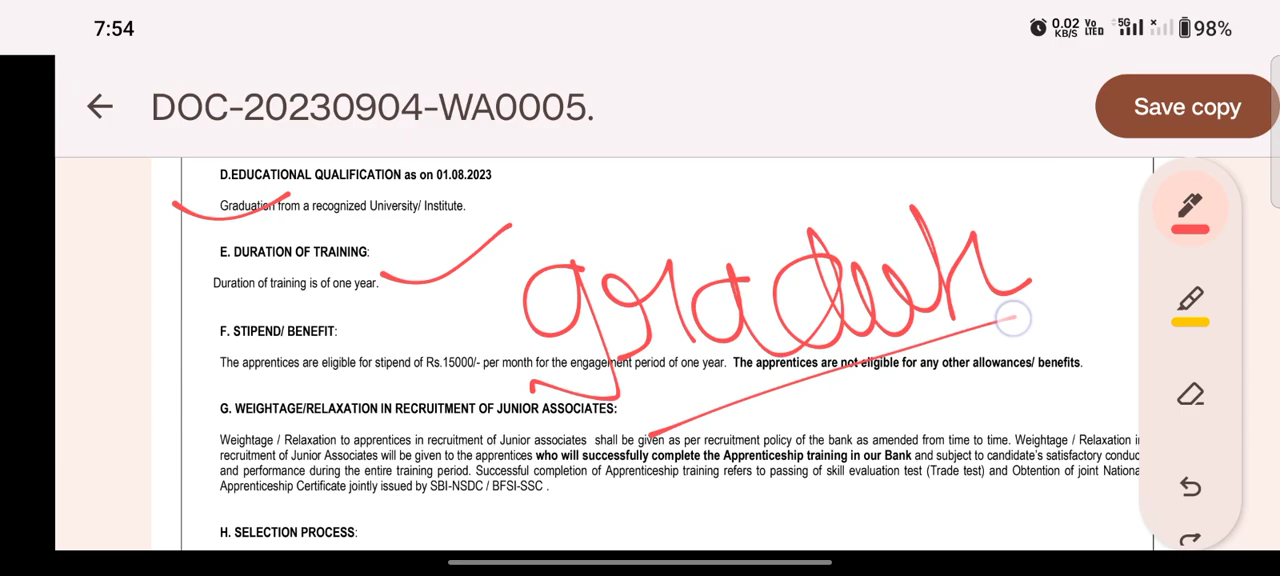 7:54
0.02 KB/S Vo LTED 5G 98%
DOC-20230904-WA0005.
Save copy
D.EDUCATIONAL QUALIFICATION as on 01.08.2023
Graduation from a recognized University/ Institute.
E. DURATION OF TRAINING:
Duration of training is of one year.
F. STIPEND/ BENEFIT:
The apprentices are eligible for stipend of Rs.15000/- per month for the engagement period of one year. The apprentices are not eligible for any other allowances/ benefits.
G. WEIGHTAGE/RELAXATION IN RECRUITMENT OF JUNIOR ASSOCIATES:
Weightage / Relaxation to apprentices in recruitment of Junior associates shall be given as per recruitment policy of the bank as amended from time to time. Weightage / Relaxation i
recruitment of Junior Associates will be given to the apprentices who will successfully complete the Apprenticeship training in our Bank and subject to candidate's satisfactory conduc
and performance during the entire training period. Successful completion of Apprenticeship training refers to passing of skill evaluation test (Trade test) and Obtention of joint Nationa
Apprenticeship Certificate jointly issued by SBI-NSDC / BFSI-SSC .
H. SELECTION PROCESS: